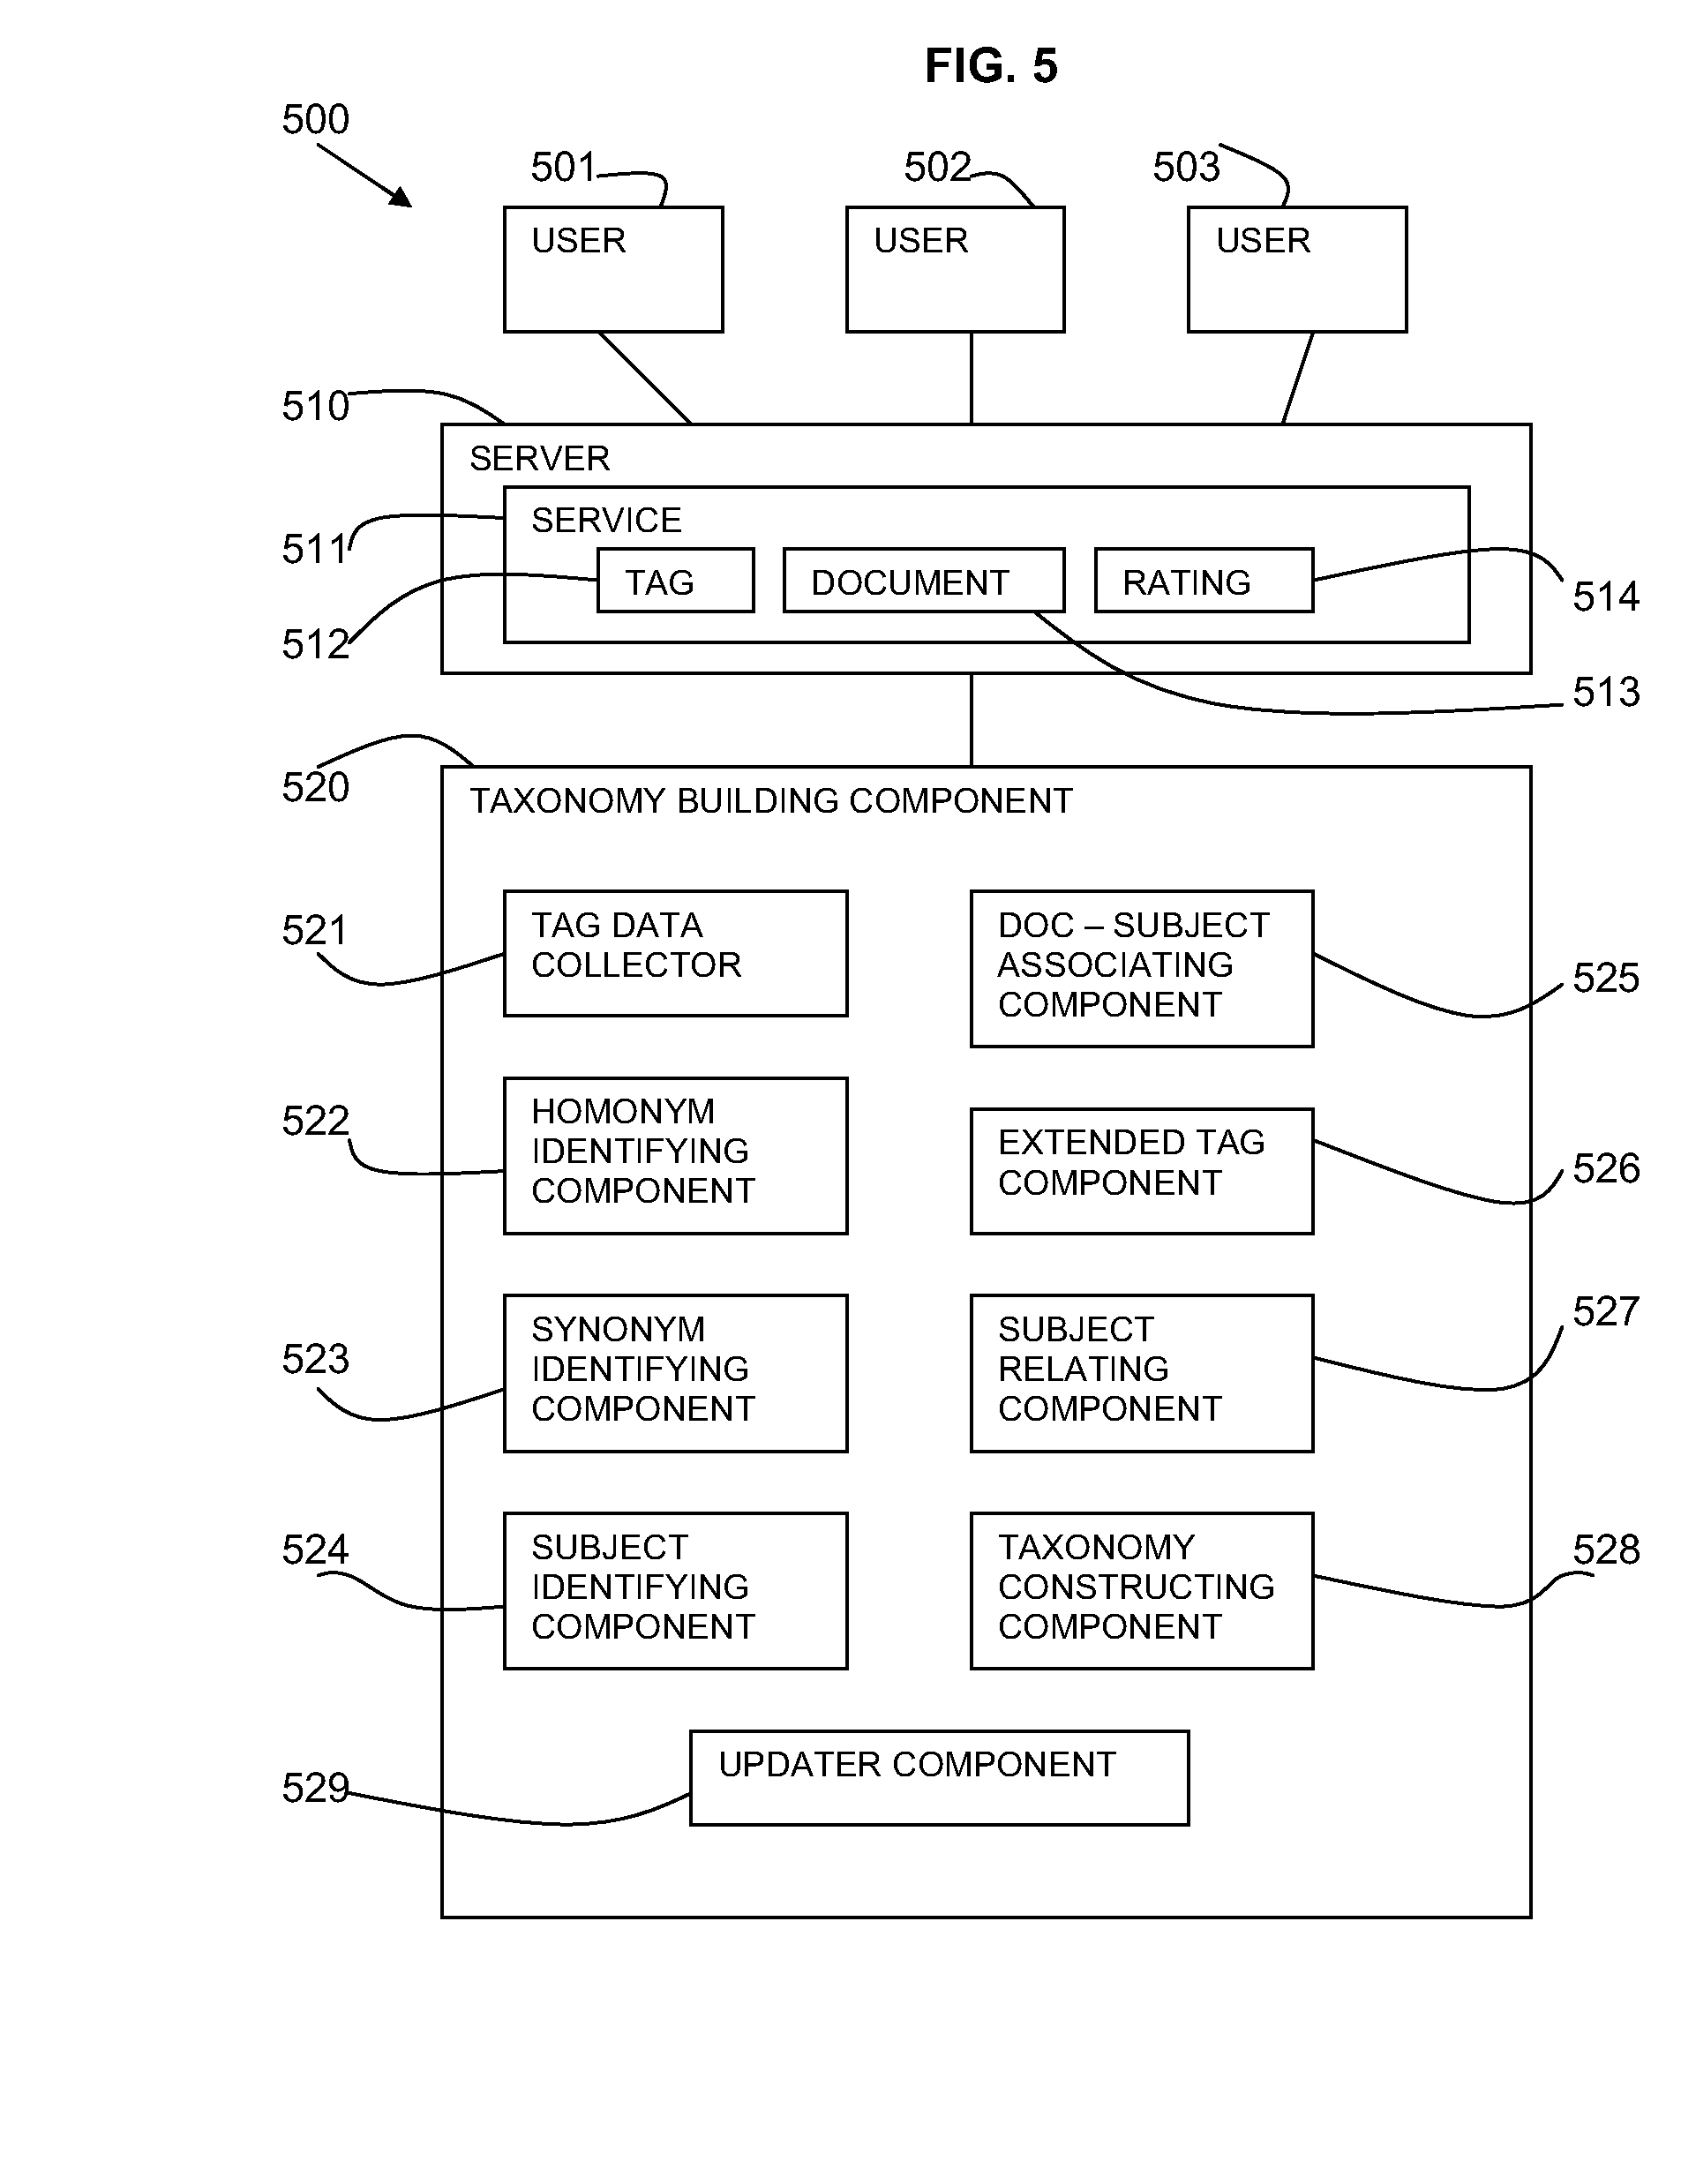 FIG. 5
500
501
502
503
USER
USER
USER
510
SERVER
511
SERVICE
TAG
DOCUMENT
RATING
512
514
513
520
TAXONOMY BUILDING COMPONENT
521
TAG DATA
COLLECTOR
DOC – SUBJECT
ASSOCIATING
COMPONENT
525
522
HOMONYM
IDENTIFYING
COMPONENT
EXTENDED TAG
COMPONENT
526
523
SYNONYM
IDENTIFYING
COMPONENT
SUBJECT
RELATING
COMPONENT
527
524
SUBJECT
IDENTIFYING
COMPONENT
TAXONOMY
CONSTRUCTING
COMPONENT
528
529
UPDATER COMPONENT